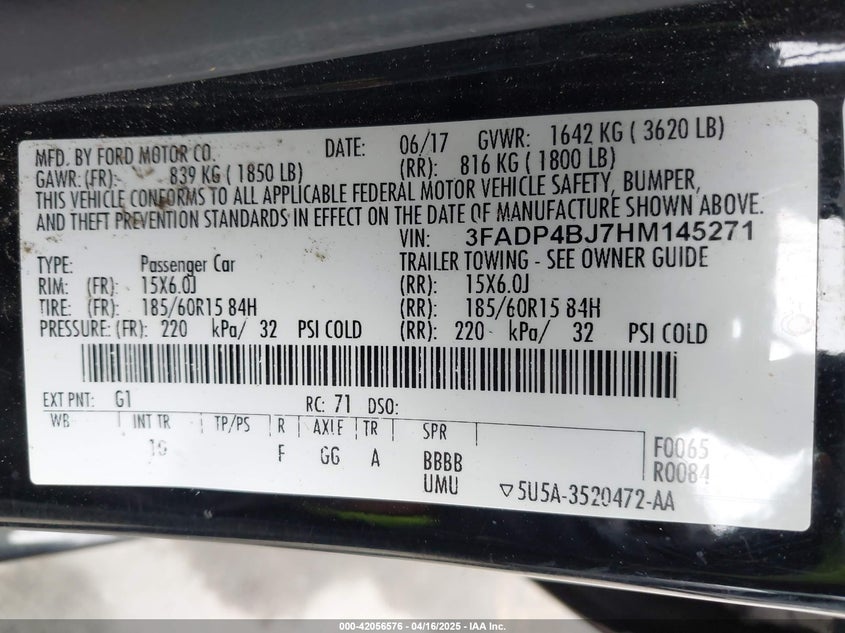 MFD. BY FORD MOTOR CO. DATE: 06/17 GVWR: 1642 KG ( 3620 LB)
GAWR: (FR): 839 KG ( 1850 LB) (RR): 816 KG ( 1800 LB)
THIS VEHICLE CONFORMS TO ALL APPLICABLE FEDERAL MOTOR VEHICLE SAFETY, BUMPER,
AND THEFT PREVENTION STANDARDS IN EFFECT ON THE DATE OF MANUFACTURE SHOWN ABOVE.
VIN: 3FADP4BJ7HM145271
TYPE: Passenger Car TRAILER TOWING - SEE OWNER GUIDE
RIM: (FR): 15X6.0J (RR): 15X6.0J
TIRE: (FR): 185/60R15 84H (RR): 185/60R15 84H
PRESSURE: (FR): 220 kPa/ 32 PSI COLD (RR): 220 kPa/ 32 PSI COLD
EXT PNT: G1 RC: 71 DSO:
WB INT TR TP/PS R AXLE TR SPR
F GG A BBBB F0065
UMU R0084
▽5U5A-3520472-AA
000-42056576 - 04/16/2025 - IAA Inc.